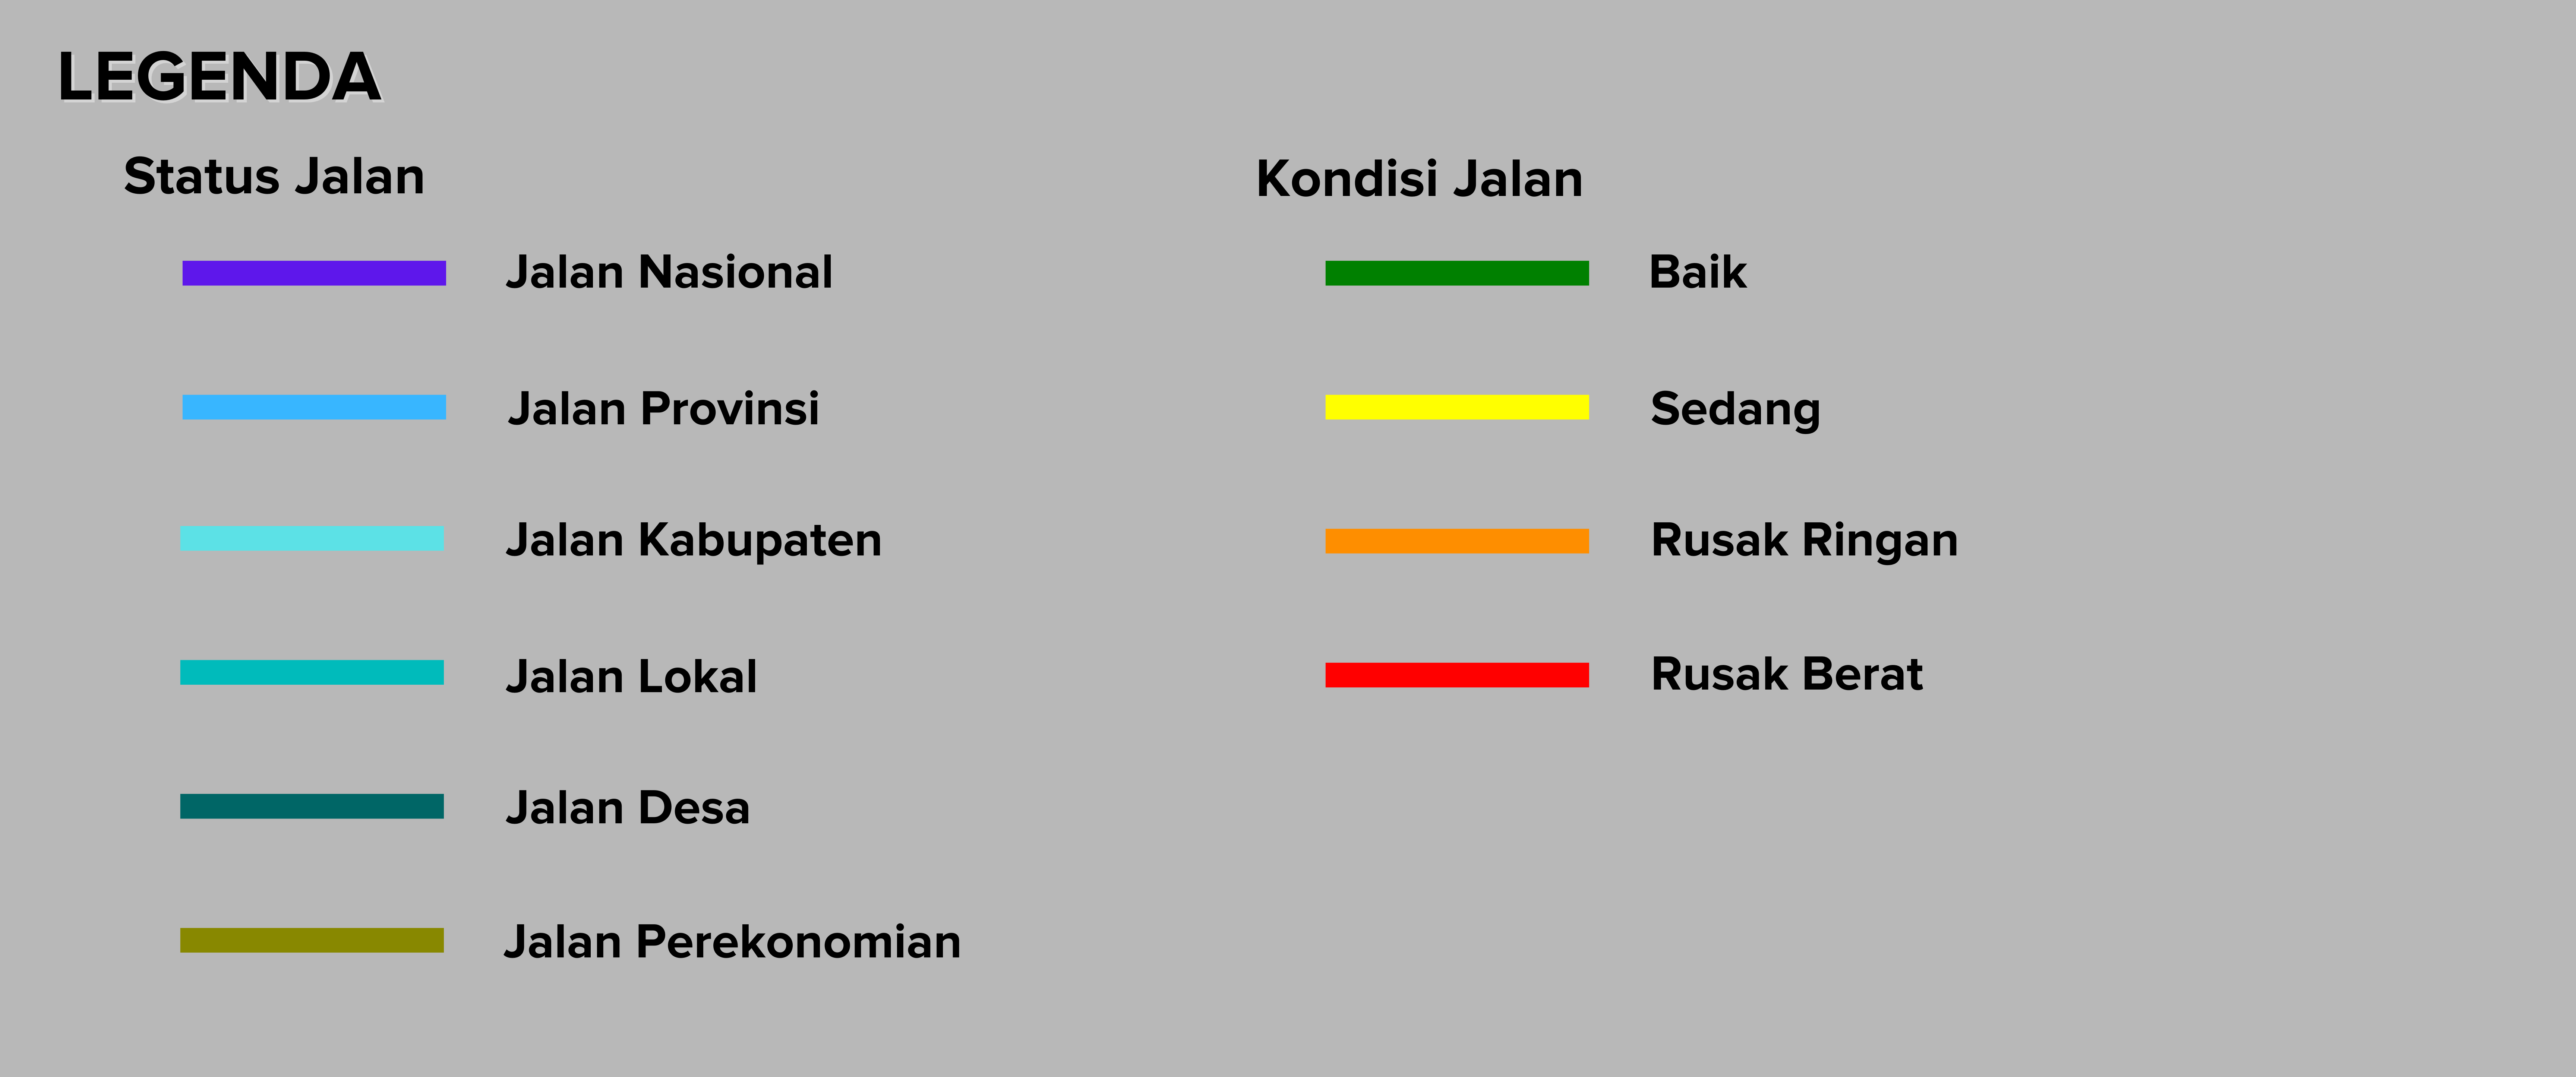 LEGENDA
Status Jalan
Jalan Nasional
Jalan Provinsi
Jalan Kabupaten
Jalan Lokal
Jalan Desa
Jalan Perekonomian
Kondisi Jalan
Baik
Sedang
Rusak Ringan
Rusak Berat